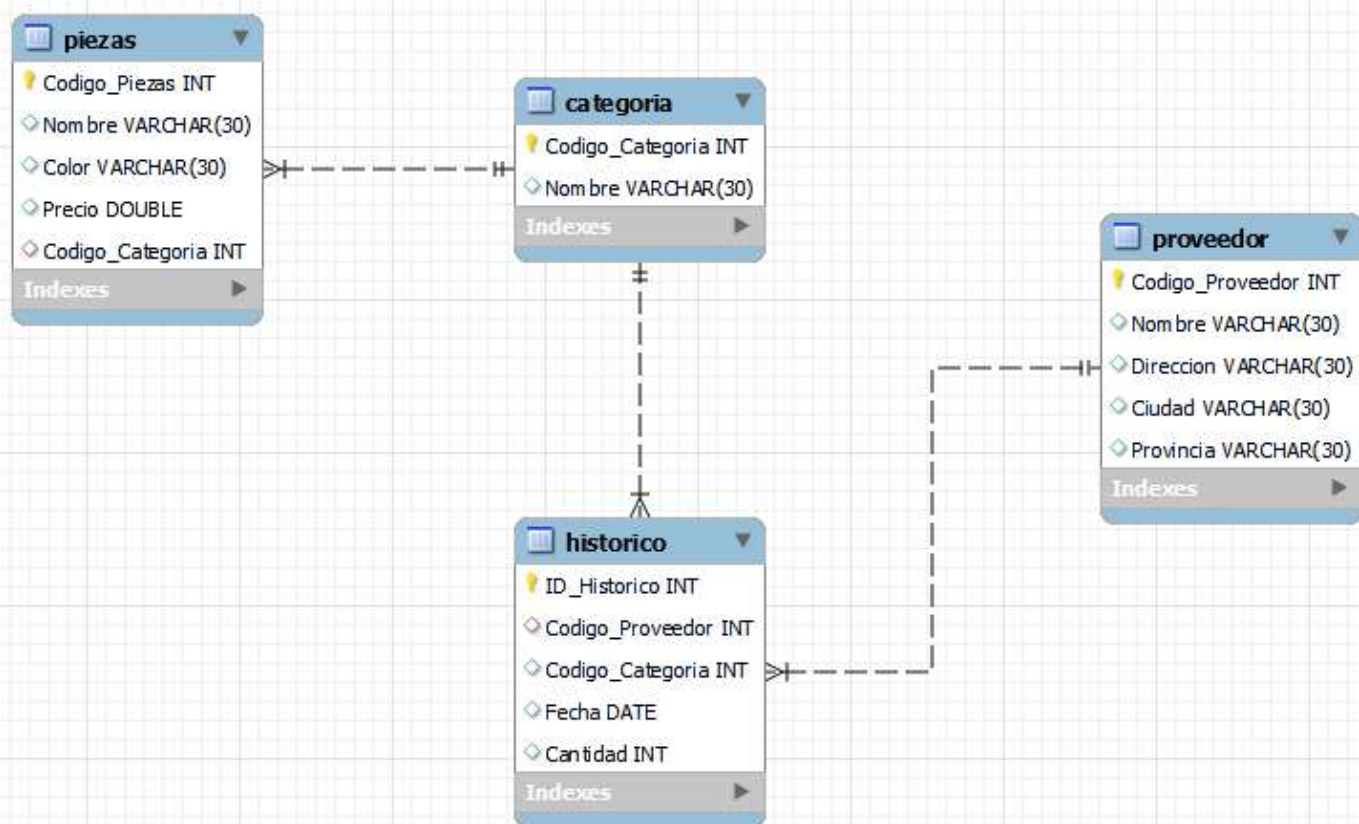 piezas
Codigo_Piezas INT
Nombre VARCHAR(30)
Color VARCHAR(30)
Precio DOUBLE
Codigo_Categoria INT
Indexes
categoria
Codigo_Categoria INT
Nombre VARCHAR(30)
Indexes
proveedor
Codigo_Proveedor INT
Nombre VARCHAR(30)
Direccion VARCHAR(30)
Ciudad VARCHAR(30)
Provincia VARCHAR(30)
Indexes
historico
ID_Historico INT
Codigo_Proveedor INT
Codigo_Categoria INT
Fecha DATE
Cantidad INT
Indexes